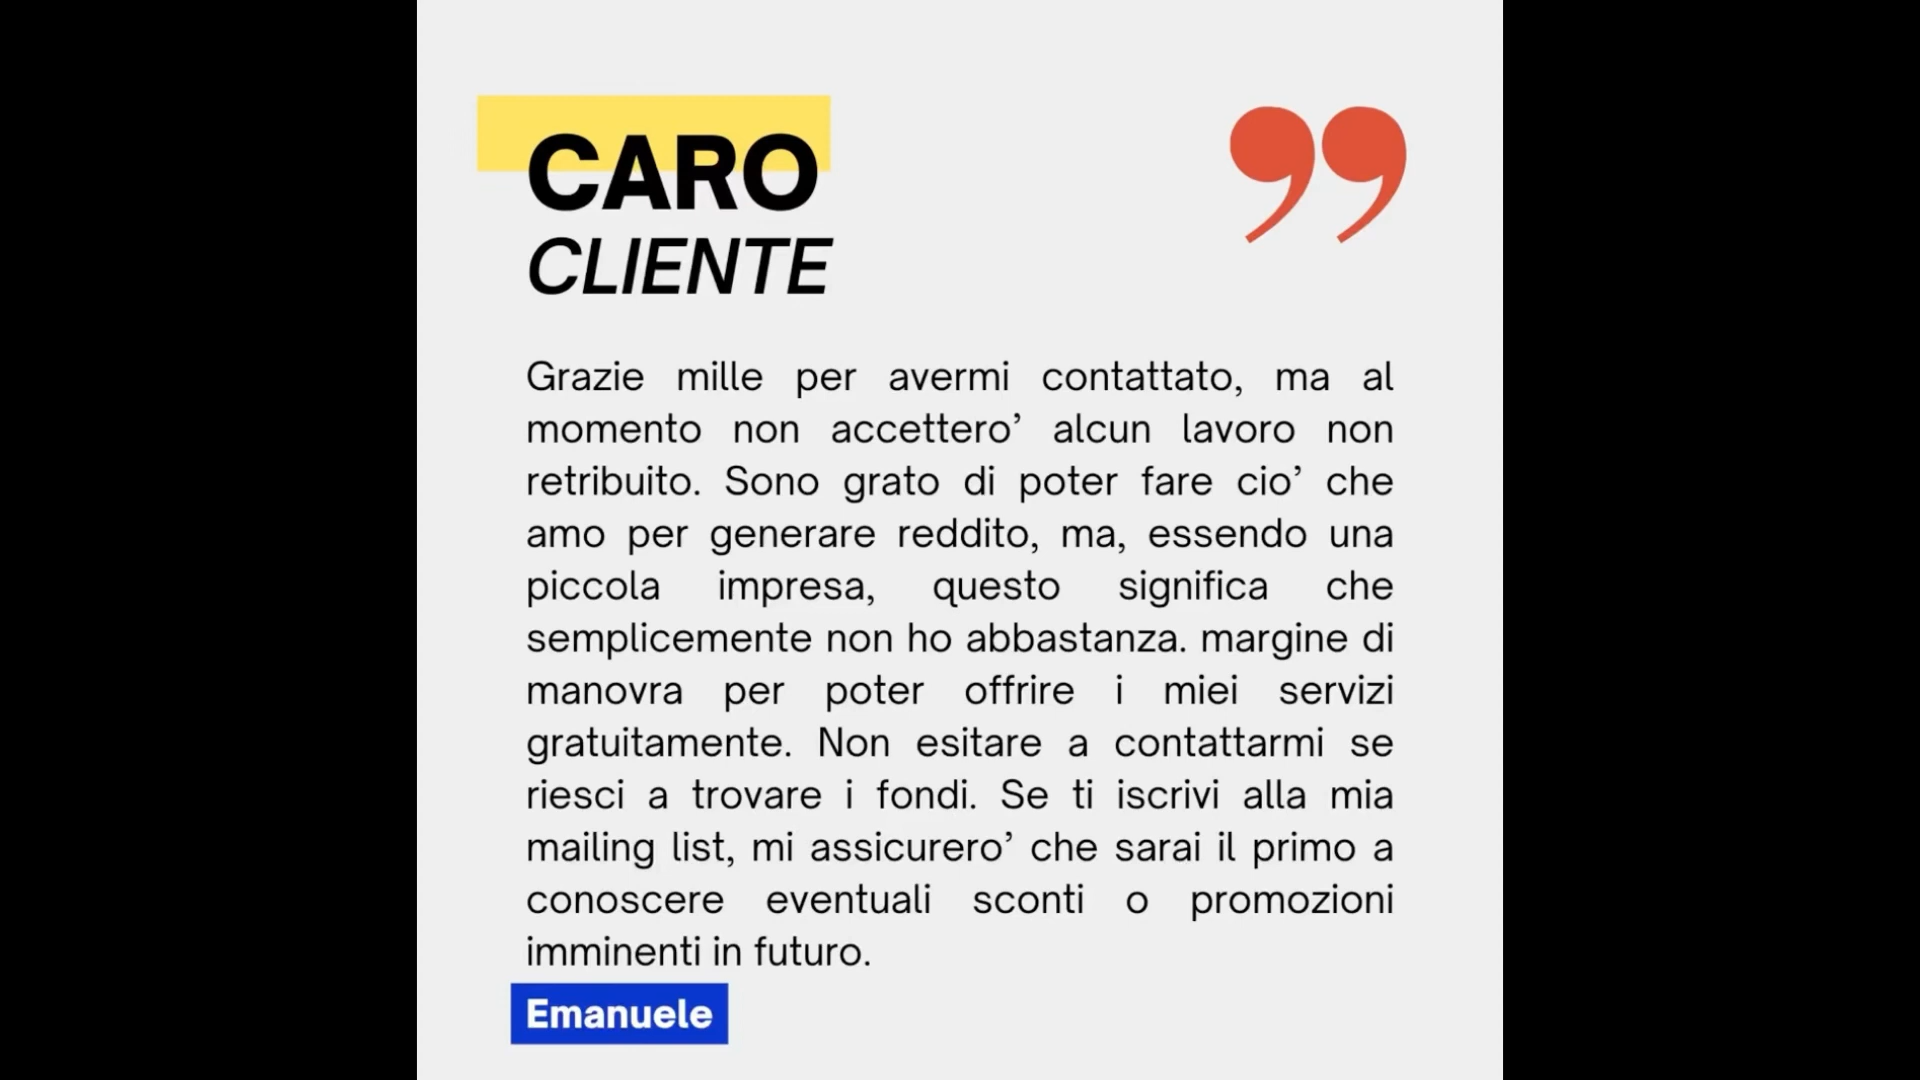 CARO
CLIENTE
Grazie mille per avermi contattato, ma al
momento non accettero’ alcun lavoro non
retribuito. Sono grato di poter fare cio’ che
amo per generare reddito, ma, essendo una
piccola impresa, questo significa che
semplicemente non ho abbastanza. margine di
manovra per poter offrire i miei servizi
gratuitamente. Non esitare a contattarmi se
riesci a trovare i fondi. Se ti iscrivi alla mia
mailing list, mi assicurero’ che sarai il primo a
conoscere eventuali sconti o promozioni
imminenti in futuro.
Emanuele